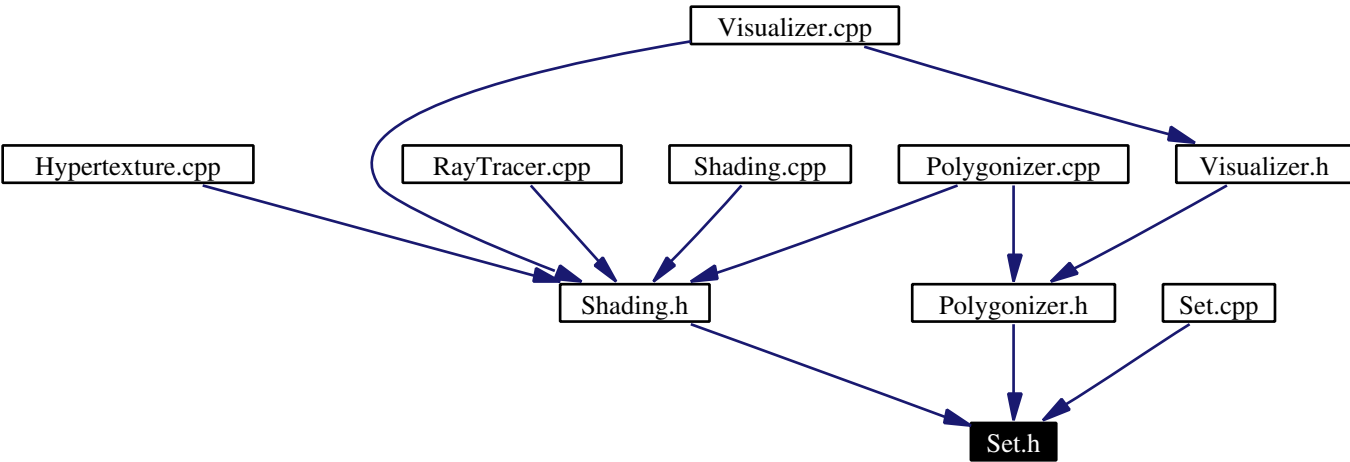 Visualizer.cpp
Hypertexture.cpp
RayTracer.cpp
Shading.cpp
Polygonizer.cpp
Visualizer.h
Shading.h
Polygonizer.h
Set.cpp
Set.h